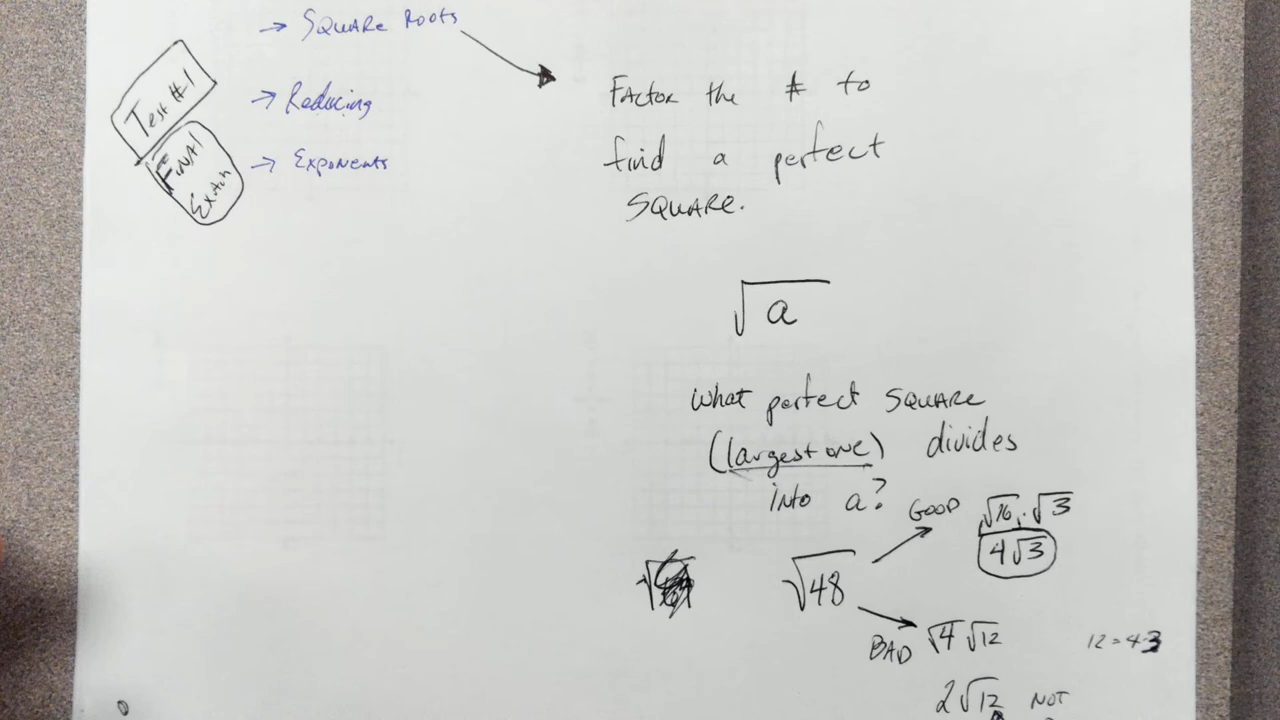 → SQUARE ROOTS
→ Reducing
→ EXPONENTS
Test #1
FINAl
EXAM
FACTOR the # to
find a perfect
SQUARE.
√a
What perfect SQUARE
(largest one) divides
into a?
GOOD √16 · √3
4√3
√48
BAD √4 √12
12 = 4·3
2√12 NOT